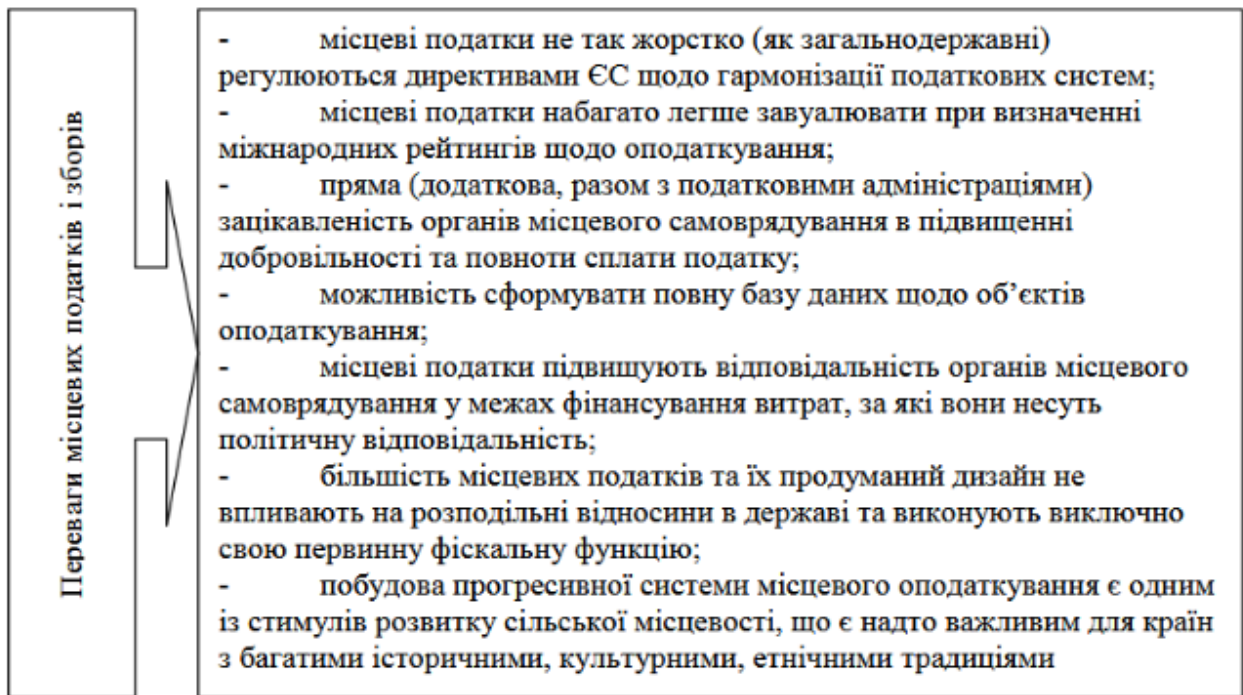 Переваги місцевих податків і зборів
- місцеві податки не так жорстко (як загальнодержавні)
регулюються директивами ЄС щодо гармонізації податкових систем;
- місцеві податки набагато легше завуалювати при визначенні
міжнародних рейтингів щодо оподаткування;
- пряма (додаткова, разом з податковими адміністраціями)
зацікавленість органів місцевого самоврядування в підвищенні
добровільності та повноти сплати податку;
- можливість сформувати повну базу даних щодо об’єктів
оподаткування;
- місцеві податки підвищують відповідальність органів місцевого
самоврядування у межах фінансування витрат, за які вони несуть
політичну відповідальність;
- більшість місцевих податків та їх продуманий дизайн не
впливають на розподільні відносини в державі та виконують виключно
свою первинну фіскальну функцію;
- побудова прогресивної системи місцевого оподаткування є одним
із стимулів розвитку сільської місцевості, що є надто важливим для країн
з багатими історичними, культурними, етнічними традиціями